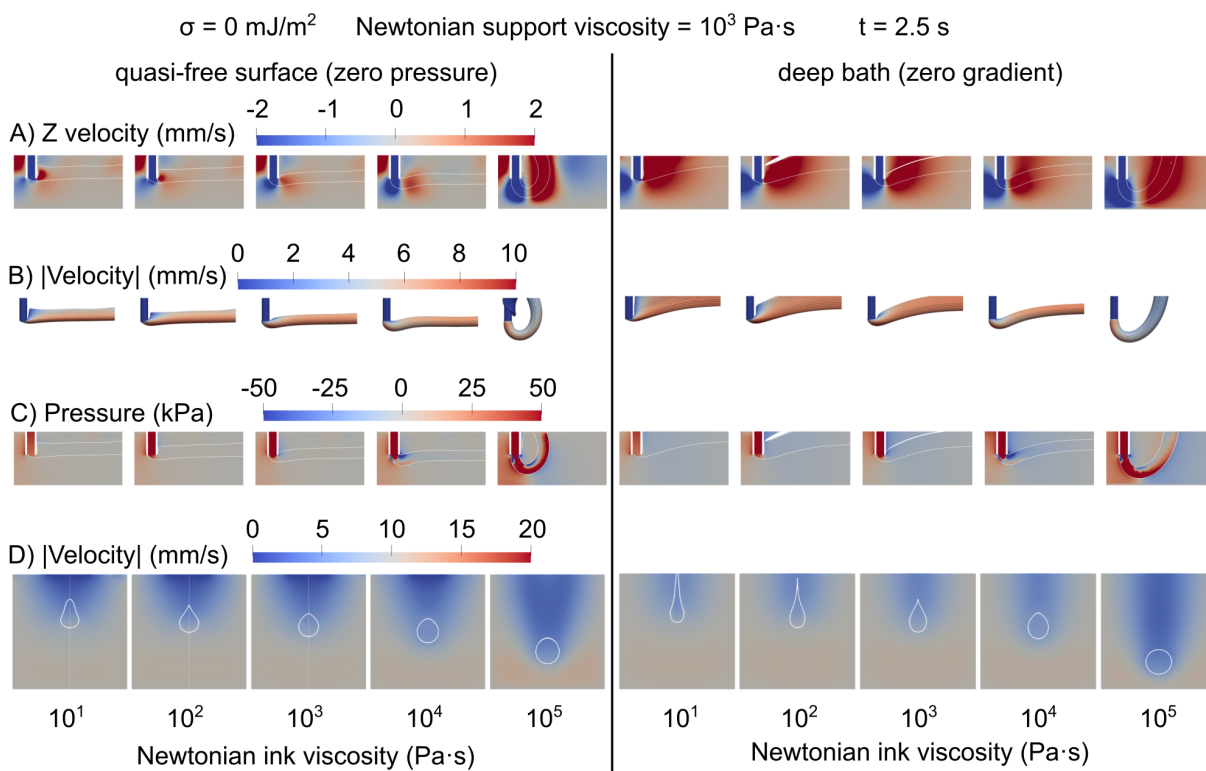 σ = 0 mJ/m² Newtonian support viscosity = 10³ Pa·s t = 2.5 s
quasi-free surface (zero pressure) deep bath (zero gradient)
-2 -1 0 1 2
A) Z velocity (mm/s)
0 2 4 6 8 10
B) |Velocity| (mm/s)
-50 -25 0 25 50
C) Pressure (kPa)
0 5 10 15 20
D) |Velocity| (mm/s)
10¹ 10² 10³ 10⁴ 10⁵ 10¹ 10² 10³ 10⁴ 10⁵
Newtonian ink viscosity (Pa·s) Newtonian ink viscosity (Pa·s)